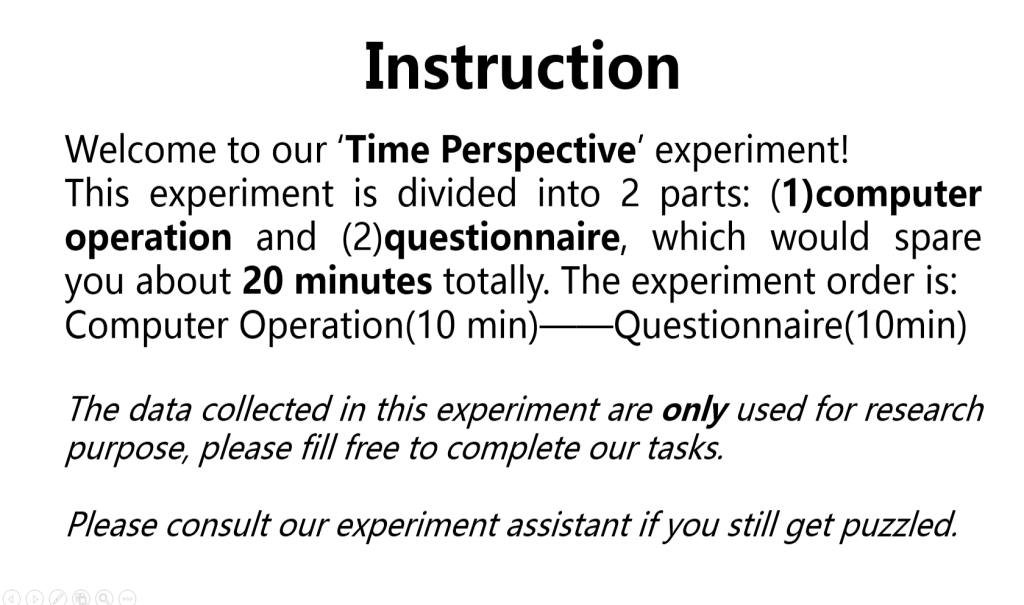 Instruction
Welcome to our ‘Time Perspective’ experiment!
This experiment is divided into 2 parts: (1)computer
operation and (2)questionnaire, which would spare
you about 20 minutes totally. The experiment order is:
Computer Operation(10 min)——Questionnaire(10min)
The data collected in this experiment are only used for research
purpose, please fill free to complete our tasks.
Please consult our experiment assistant if you still get puzzled.